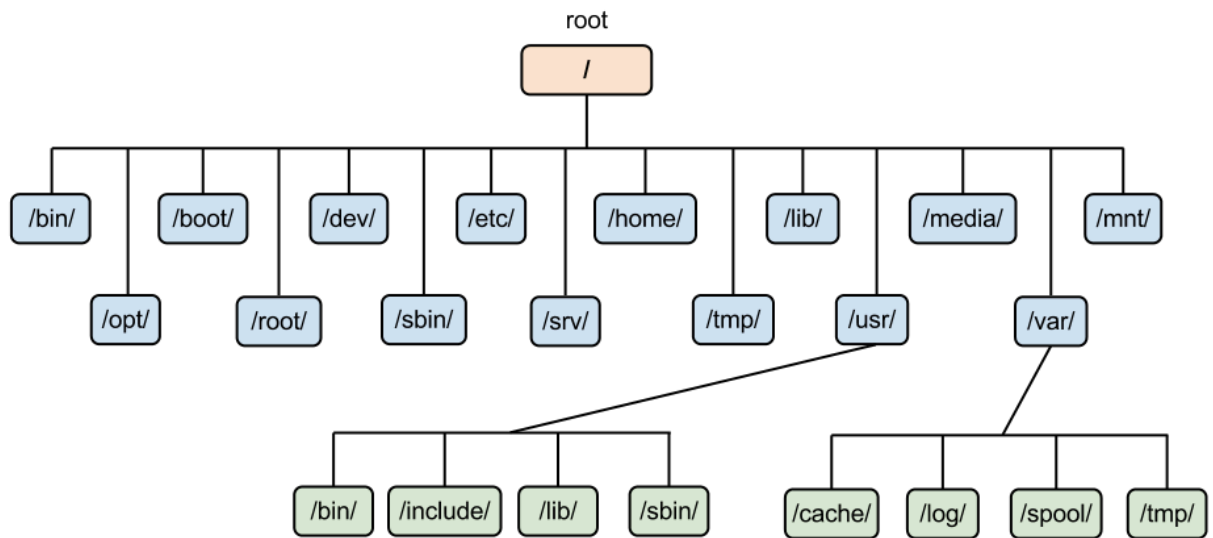 root
/
/bin/
/boot/
/dev/
/etc/
/home/
/lib/
/media/
/mnt/
/opt/
/root/
/sbin/
/srv/
/tmp/
/usr/
/var/
/bin/
/include/
/lib/
/sbin/
/cache/
/log/
/spool/
/tmp/